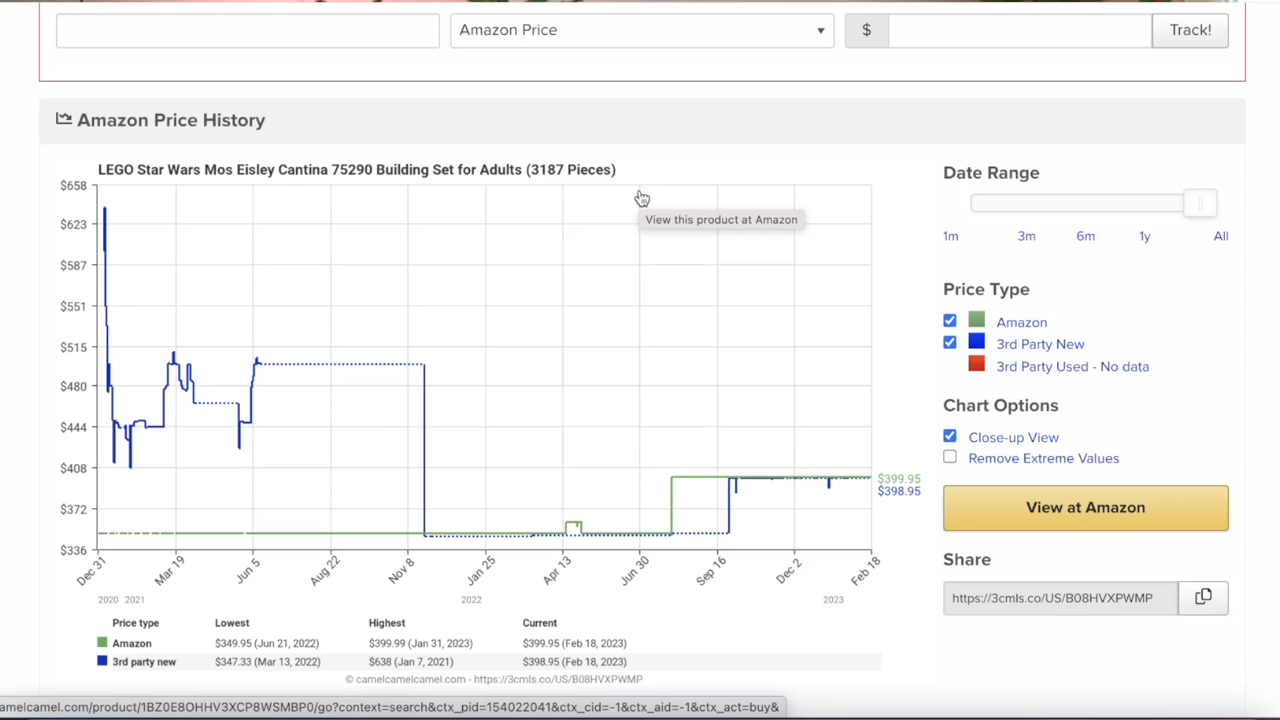 Amazon Price
$
Track!
Amazon Price History
LEGO Star Wars Mos Eisley Cantina 75290 Building Set for Adults (3187 Pieces)
$658
$623
$587
$551
$515
$480
$444
$408
$372
$336
View this product at Amazon
$399.95
$398.95
Dec 31
Mar 19
Jun 5
Aug 22
Nov 8
Jan 25
Apr 13
Jun 30
Sep 16
Dec 2
Feb 18
2020 2021 2022 2023
Price type Lowest Highest Current
Amazon $349.95 (Jun 21, 2022) $399.99 (Jan 31, 2023) $399.95 (Feb 18, 2023)
3rd party new $347.33 (Mar 13, 2022) $638 (Jan 7, 2021) $398.95 (Feb 18, 2023)
© camelcamelcamel.com - https://3cmls.co/US/B08HVXPWMP
Date Range
1m 3m 6m 1y All
Price Type
Amazon
3rd Party New
3rd Party Used - No data
Chart Options
Close-up View
Remove Extreme Values
View at Amazon
Share
https://3cmls.co/US/B08HVXPWMP
amelcamel.com/product/1BZ0E8OHHV3XCP8WSMBP0/go?context=search&ctx_pid=154022041&ctx_cid=-1&ctx_aid=-1&ctx_act=buy&